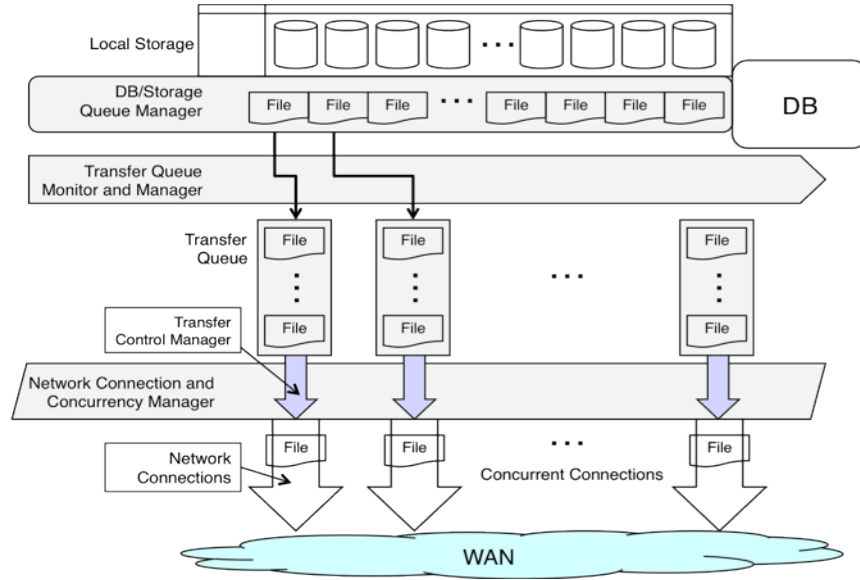 Local Storage
DB/Storage
Queue Manager
File File File ... File File File File
DB
Transfer Queue
Monitor and Manager
Transfer
Queue
File File ... File
File File File
Transfer
Control Manager
Network Connection and
Concurrency Manager
File File ... File
Network
Connections
Concurrent Connections
WAN